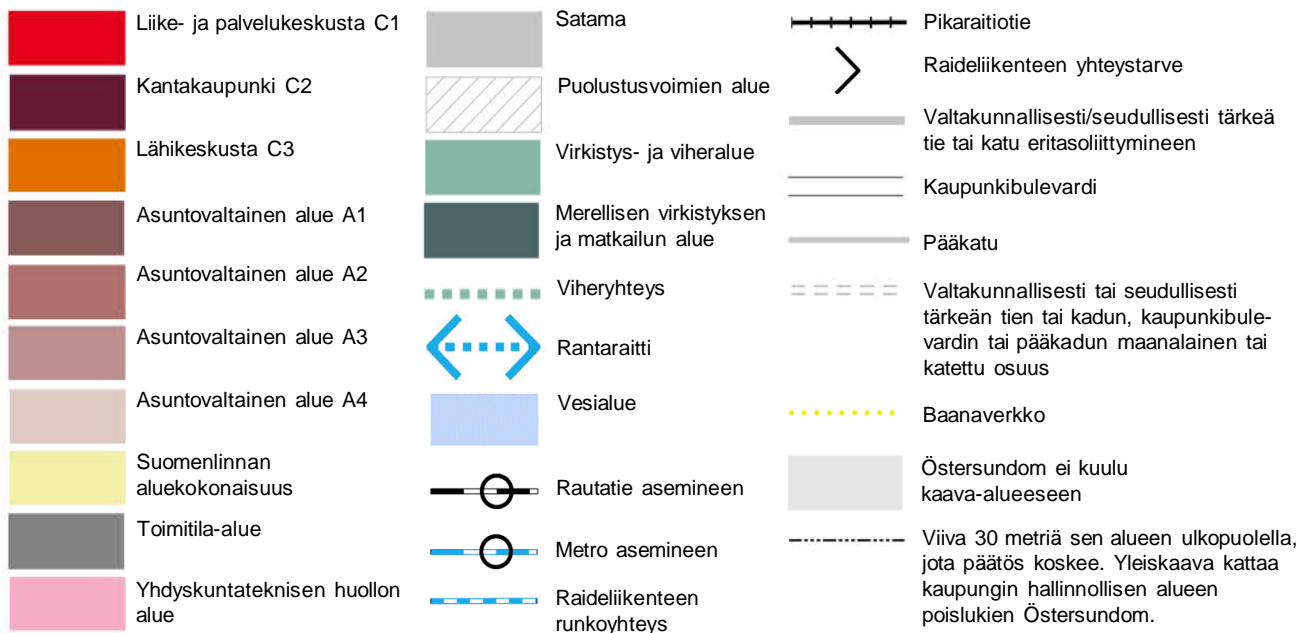 Liike- ja palvelukeskusta C1
Kantakaupunki C2
Lähikeskusta C3
Asuntovaltainen alue A1
Asuntovaltainen alue A2
Asuntovaltainen alue A3
Asuntovaltainen alue A4
Suomenlinnan
aluekokonaisuus
Toimitila-alue
Yhdyskuntateknisen huollon
alue
Satama
Puolustusvoimien alue
Virkistys- ja viheralue
Merellisen virkistyksen
ja matkailun alue
Viheryhteys
Rantaraitti
Vesialue
Rautatie asemineen
Metro asemineen
Raideliikenteen
runkoyhteys
Pikaraitiotie
Raideliikenteen yhteystarve
Valtakunnallisesti/seudullisesti tärkeä
tie tai katu eritasoliittymineen
Kaupunkibulevardi
Pääkatu
Valtakunnallisesti tai seudullisesti
tärkeän tien tai kadun, kaupunkibule-
vardin tai pääkadun maanalainen tai
katettu osuus
Baanaverkko
Östersundom ei kuulu
kaava-alueeseen
Viiva 30 metriä sen alueen ulkopuolella,
jota päätös koskee. Yleiskaava kattaa
kaupungin hallinnollisen alueen
poislukien Östersundom.